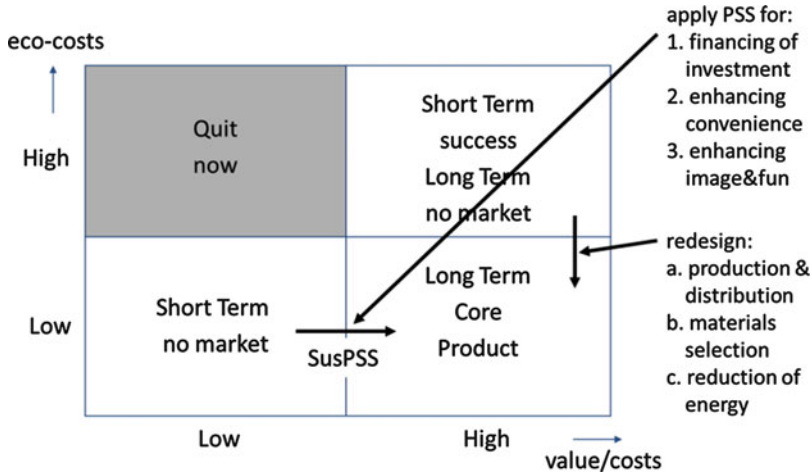 eco-costs
High
Low
Quit
now
Short Term
success
Long Term
no market
Short Term
no market
SusPSS
Long Term
Core
Product
Low
High
value/costs
apply PSS for:
1. financing of
investment
2. enhancing
convenience
3. enhancing
image&fun
redesign:
a. production &
distribution
b. materials
selection
c. reduction of
energy